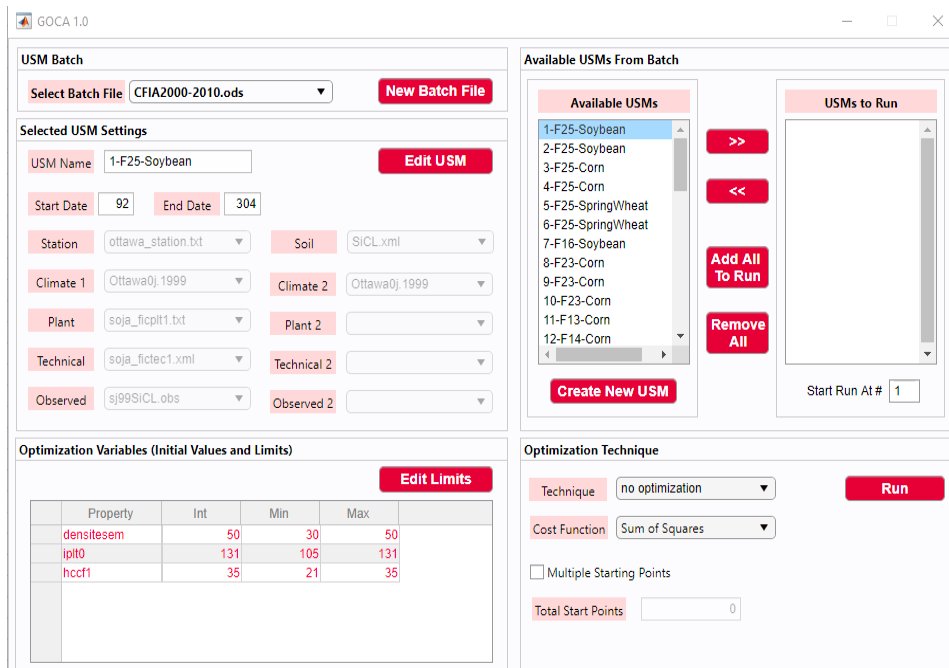 GOCA 1.0
USM Batch
Select Batch File CFIA2000-2010.ods New Batch File
Selected USM Settings
USM Name 1-F25-Soybean Edit USM
Start Date 92 End Date 304
Station ottawa_station.txt Soil SiCL.xml
Climate 1 Ottawa0j.1999 Climate 2 Ottawa0j.1999
Plant soja_ficplt1.txt Plant 2
Technical soja_fictec1.xml Technical 2
Observed sj99SiCL.obs Observed 2
Available USMs From Batch
Available USMs
1-F25-Soybean
2-F25-Soybean
3-F25-Corn
4-F25-Corn
5-F25-SpringWheat
6-F25-SpringWheat
7-F16-Soybean
8-F23-Corn
9-F23-Corn
10-F23-Corn
11-F13-Corn
12-F14-Corn
Create New USM
>>
<<
Add All
To Run
Remove
All
USMs to Run
Start Run At # 1
Optimization Variables (Initial Values and Limits)
Edit Limits
Property Int Min Max
densitesem 50 30 50
iplt0 131 105 131
hccf1 35 21 35
Optimization Technique
Technique no optimization Run
Cost Function Sum of Squares
Multiple Starting Points
Total Start Points 0